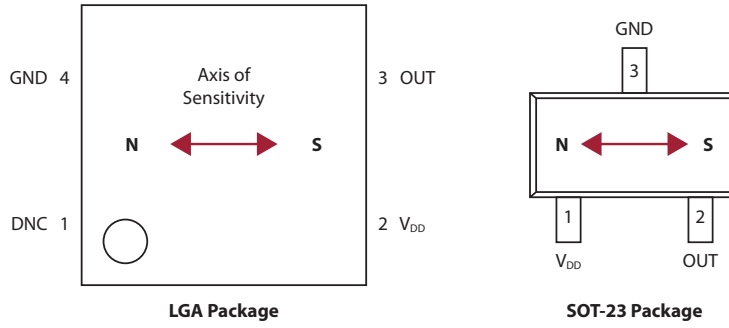 GND 4
Axis of
Sensitivity
3 OUT
N
S
DNC 1
2 VDD
LGA Package
GND
3
N
S
1
2
VDD
OUT
SOT-23 Package